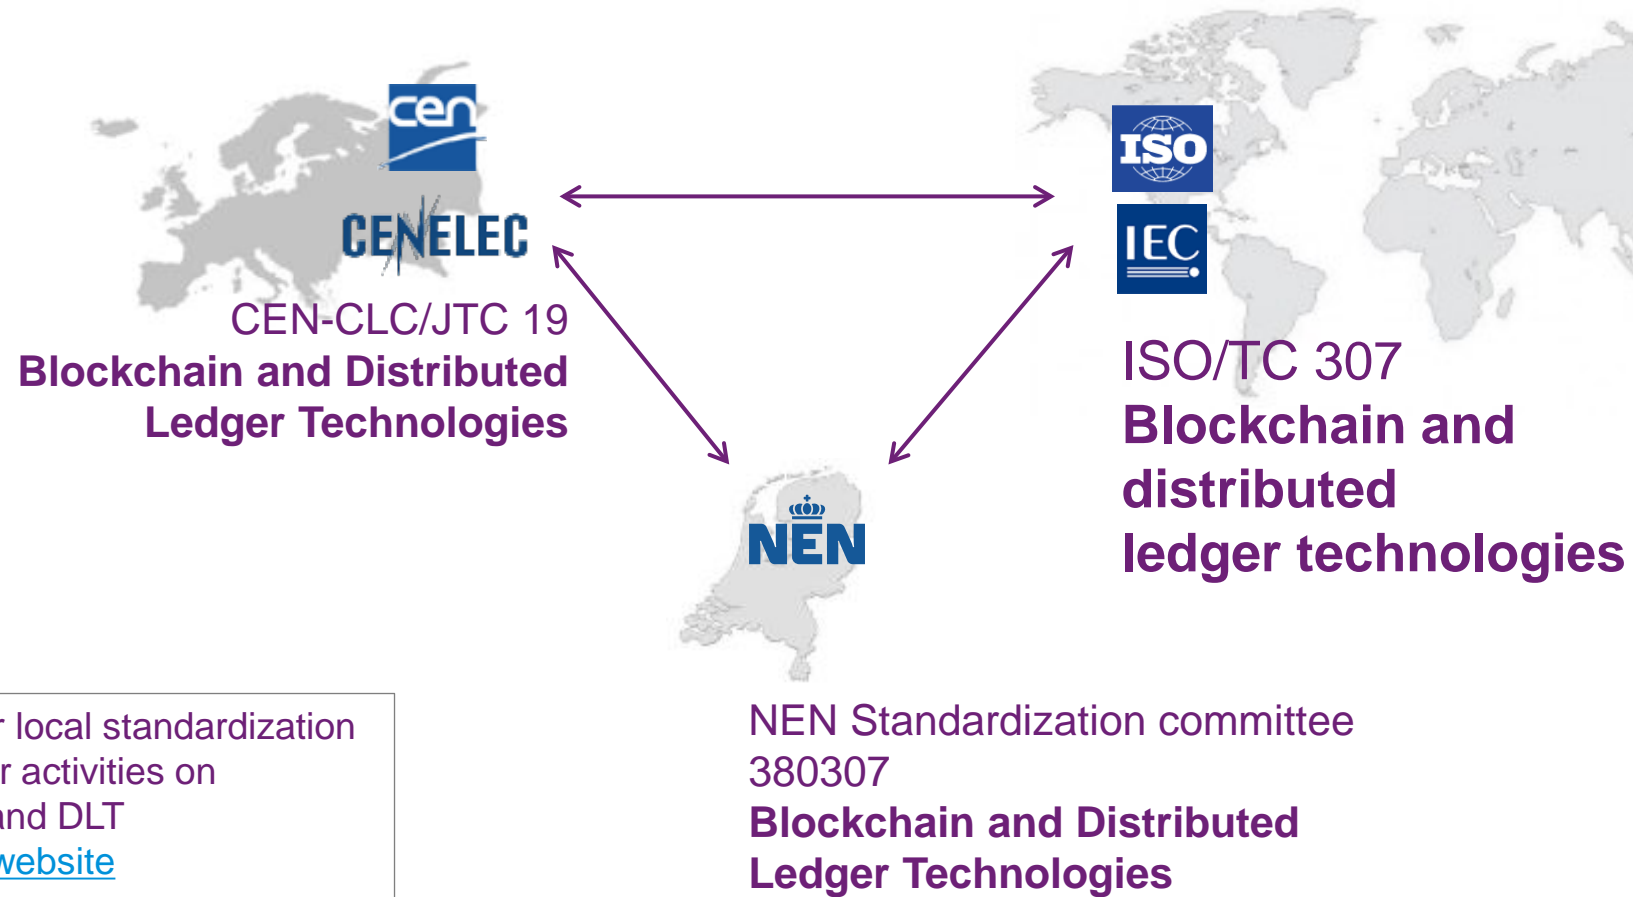 cen
CENELEC
CEN-CLC/JTC 19
Blockchain and Distributed
Ledger Technologies
ISO
IEC
ISO/TC 307
Blockchain and
distributed
ledger technologies
NEN
NEN Standardization committee
380307
Blockchain and Distributed
Ledger Technologies
local standardization
activities on
and DLT
website